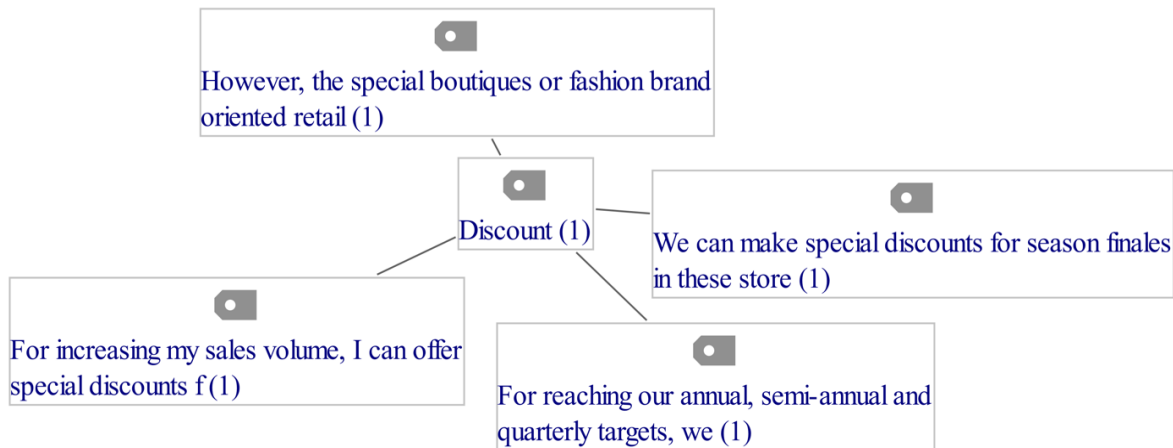 However, the special boutiques or fashion brand
oriented retail (1)
Discount (1)
We can make special discounts for season finales
in these store (1)
For increasing my sales volume, I can offer
special discounts f (1)
For reaching our annual, semi-annual and
quarterly targets, we (1)